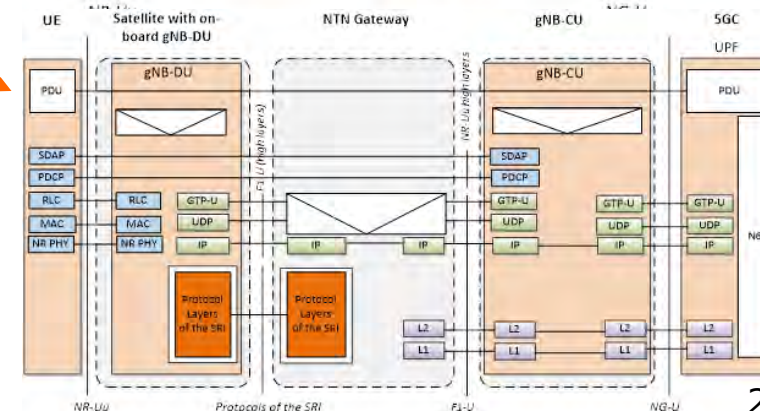 UE
Satellite with on-
board gNB-DU
NTN Gateway
gNB-CU
5GC
UPF
gNB-DU
gNB-CU
PDU
PDU
F1 U (high layers)
NR-Uu high layers
SDAP
SDAP
PDCP
PDCP
RLC
RLC
GTP-U
GTP-U
GTP-U
GTP-U
MAC
MAC
UDP
UDP
UDP
UDP
NR PHY
NR PHY
IP
IP
IP
IP
IP
IP
N6
Protocol
Layers
of the SRI
Protocol
Layers
of the SRI
L2
L2
L2
L2
L1
L1
L1
L1
NR-Uu
Protocols of the SRI
F1-U
NG-U
2